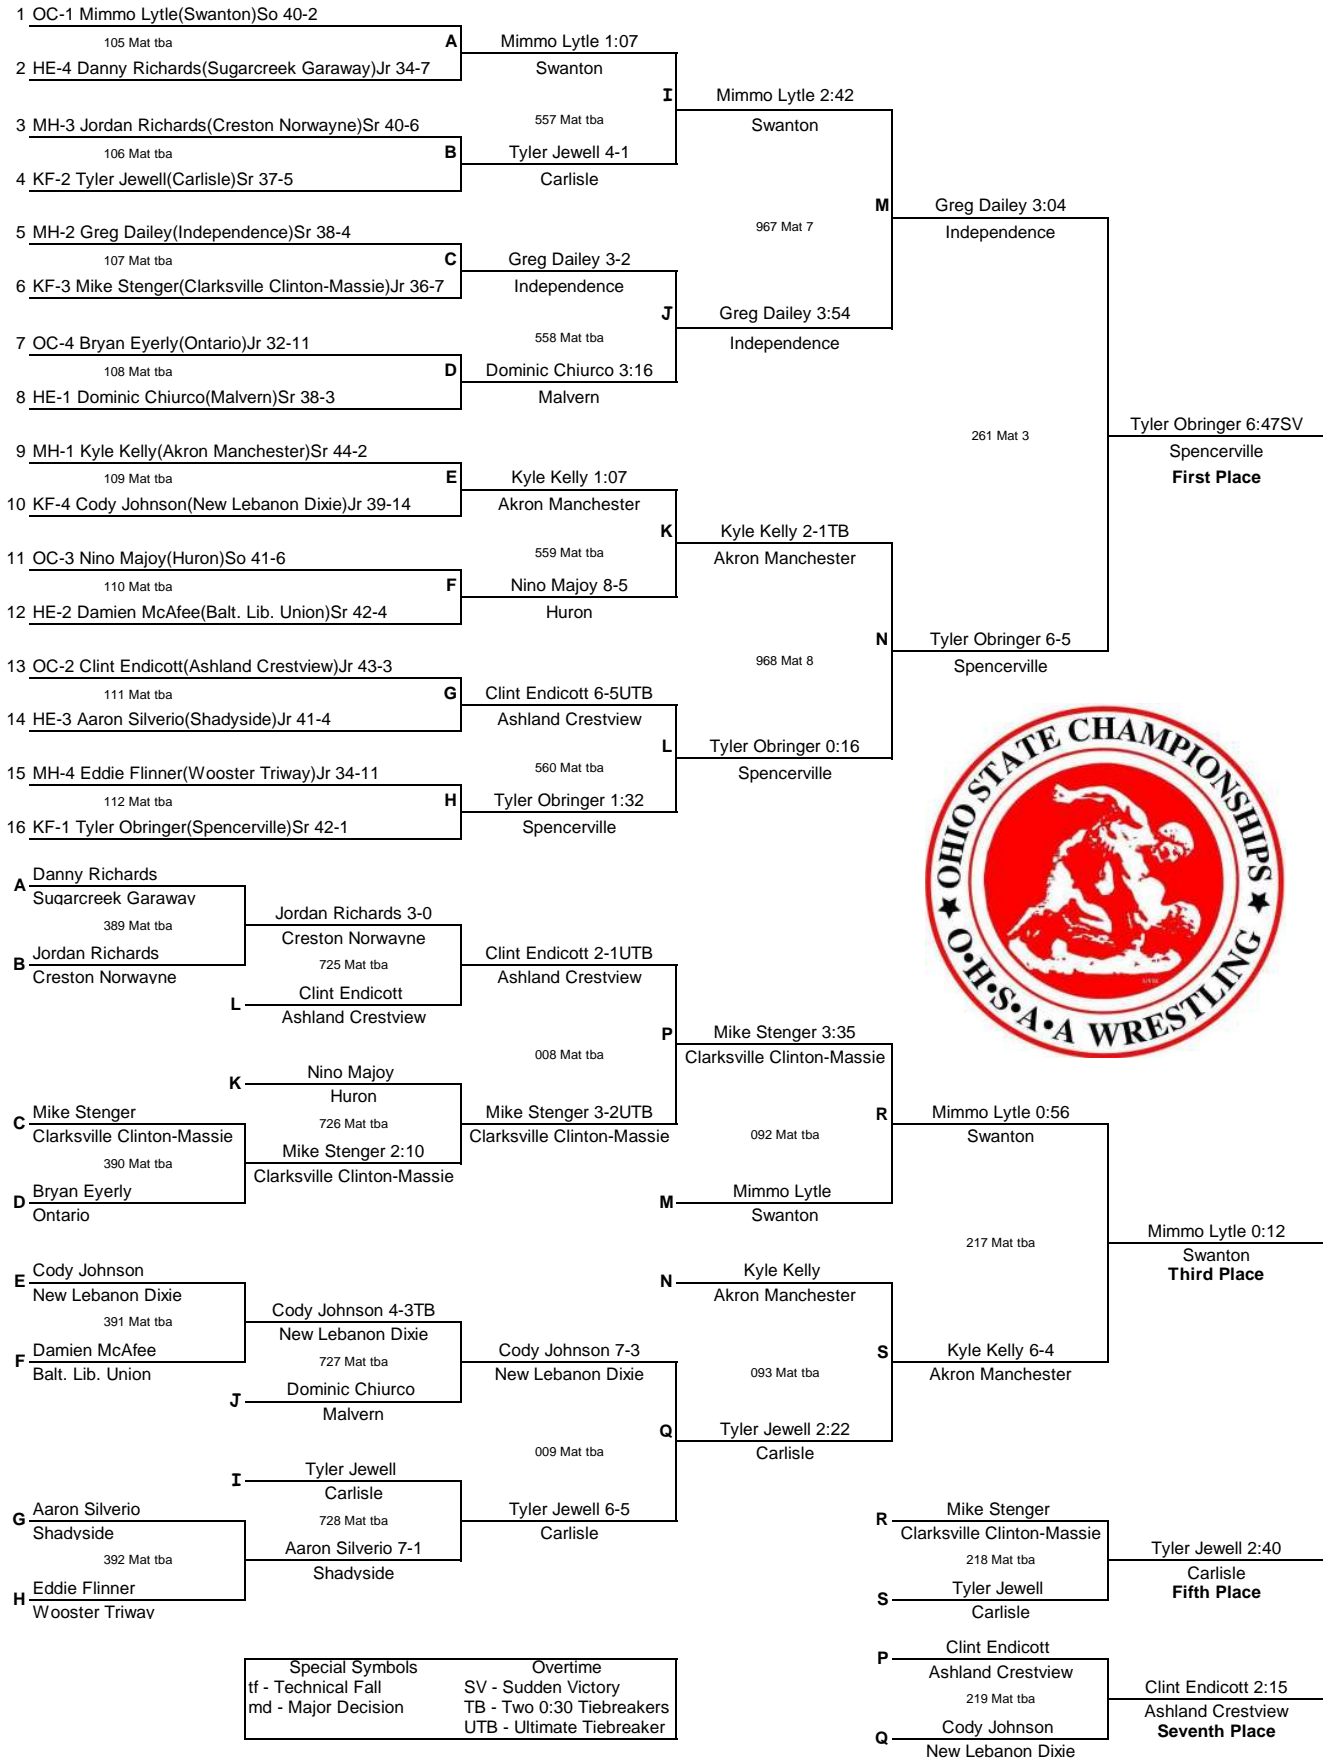 1 OC-1 Mimmo Lytle(Swanton)So 40-2
105 Mat tba
A
2 HE-4 Danny Richards(Sugarcreek Garaway)Jr 34-7
Mimmo Lytle 1:07
Swanton
3 MH-3 Jordan Richards(Creston Norwayne)Sr 40-6
106 Mat tba
B
4 KF-2 Tyler Jewell(Carlisle)Sr 37-5
557 Mat tba
I
Tyler Jewell 4-1
Carlisle
Mimmo Lytle 2:42
Swanton
5 MH-2 Greg Dailey(Independence)Sr 38-4
107 Mat tba
C
6 KF-3 Mike Stenger(Clarksville Clinton-Massie)Jr 36-7
Greg Dailey 3-2
Independence
967 Mat 7
M
Greg Dailey 3:04
Independence
7 OC-4 Bryan Eyerly(Ontario)Jr 32-11
108 Mat tba
D
8 HE-1 Dominic Chiurco(Malvern)Sr 38-3
558 Mat tba
J
Dominic Chiurco 3:16
Malvern
Greg Dailey 3:54
Independence
9 MH-1 Kyle Kelly(Akron Manchester)Sr 44-2
109 Mat tba
E
10 KF-4 Cody Johnson(New Lebanon Dixie)Jr 39-14
Kyle Kelly 1:07
Akron Manchester
261 Mat 3
Tyler Obringer 6:47SV
Spencerville
First Place
11 OC-3 Nino Majoy(Huron)So 41-6
110 Mat tba
F
12 HE-2 Damien McAfee(Balt. Lib. Union)Sr 42-4
559 Mat tba
K
Nino Majoy 8-5
Huron
Kyle Kelly 2-1TB
Akron Manchester
13 OC-2 Clint Endicott(Ashland Crestview)Jr 43-3
111 Mat tba
G
14 HE-3 Aaron Silverio(Shadyside)Jr 41-4
Clint Endicott 6-5UTB
Ashland Crestview
968 Mat 8
N
Tyler Obringer 6-5
Spencerville
15 MH-4 Eddie Flinner(Wooster Triway)Jr 34-11
112 Mat tba
H
16 KF-1 Tyler Obringer(Spencerville)Sr 42-1
560 Mat tba
L
Tyler Obringer 1:32
Spencerville
Tyler Obringer 0:16
Spencerville
OHIO STATE CHAMPIONSHIPS
O•H•S•A•A WRESTLING
A Danny Richards
Sugarcreek Garaway
389 Mat tba
B Jordan Richards
Creston Norwayne
Jordan Richards 3-0
Creston Norwayne
725 Mat tba
L Clint Endicott
Ashland Crestview
Clint Endicott 2-1UTB
Ashland Crestview
008 Mat tba
P
Mike Stenger 3:35
Clarksville Clinton-Massie
K Nino Majoy
Huron
726 Mat tba
C Mike Stenger
Clarksville Clinton-Massie
390 Mat tba
D Bryan Eyerly
Ontario
Mike Stenger 2:10
Clarksville Clinton-Massie
Mike Stenger 3-2UTB
Clarksville Clinton-Massie
092 Mat tba
R
M Mimmo Lytle
Swanton
Mimmo Lytle 0:56
Swanton
217 Mat tba
Mimmo Lytle 0:12
Swanton
Third Place
E Cody Johnson
New Lebanon Dixie
391 Mat tba
F Damien McAfee
Balt. Lib. Union
Cody Johnson 4-3TB
New Lebanon Dixie
727 Mat tba
J Dominic Chiurco
Malvern
Cody Johnson 7-3
New Lebanon Dixie
N Kyle Kelly
Akron Manchester
093 Mat tba
S
Kyle Kelly 6-4
Akron Manchester
009 Mat tba
Q
Tyler Jewell 2:22
Carlisle
I Tyler Jewell
Carlisle
728 Mat tba
G Aaron Silverio
Shadyside
392 Mat tba
H Eddie Flinner
Wooster Triway
Aaron Silverio 7-1
Shadyside
Tyler Jewell 6-5
Carlisle
R Mike Stenger
Clarksville Clinton-Massie
218 Mat tba
S Tyler Jewell
Carlisle
Tyler Jewell 2:40
Carlisle
Fifth Place
P Clint Endicott
Ashland Crestview
219 Mat tba
Q Cody Johnson
New Lebanon Dixie
Clint Endicott 2:15
Ashland Crestview
Seventh Place
Special Symbols Overtime
tf - Technical Fall SV - Sudden Victory
md - Major Decision TB - Two 0:30 Tiebreakers
UTB - Ultimate Tiebreaker